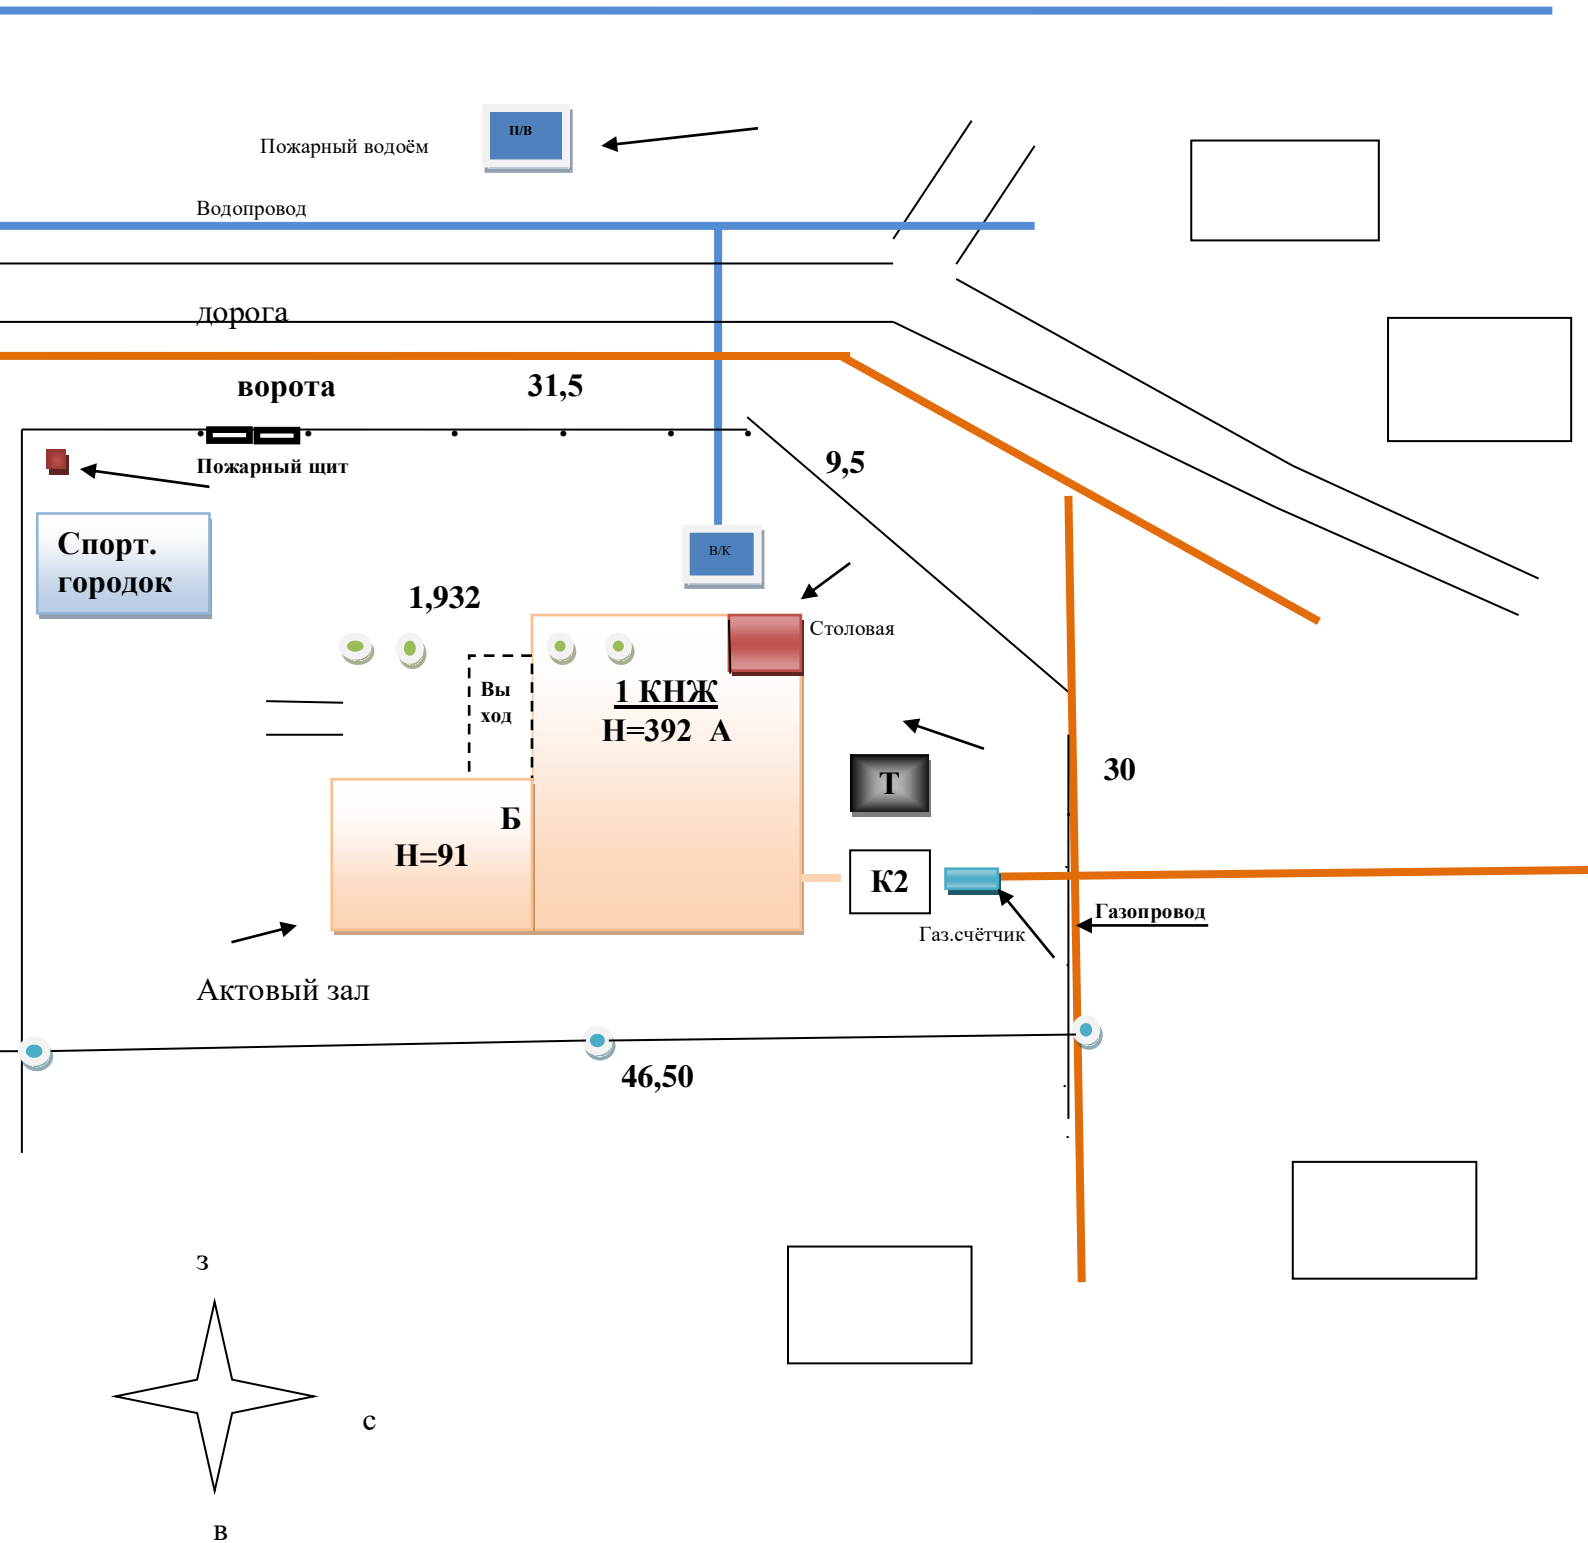 П/В
Пожарный водоём
Водопровод
дорога
ворота
31,5
Пожарный щит
9,5
Спорт.
городок
В/К
1,932
Столовая
Вы
ход
1 КНЖ
Н=392 А
Т
30
Б
Н=91
К2
Газопровод
Газ.счётчик
Актовый зал
46,50
з
с
в